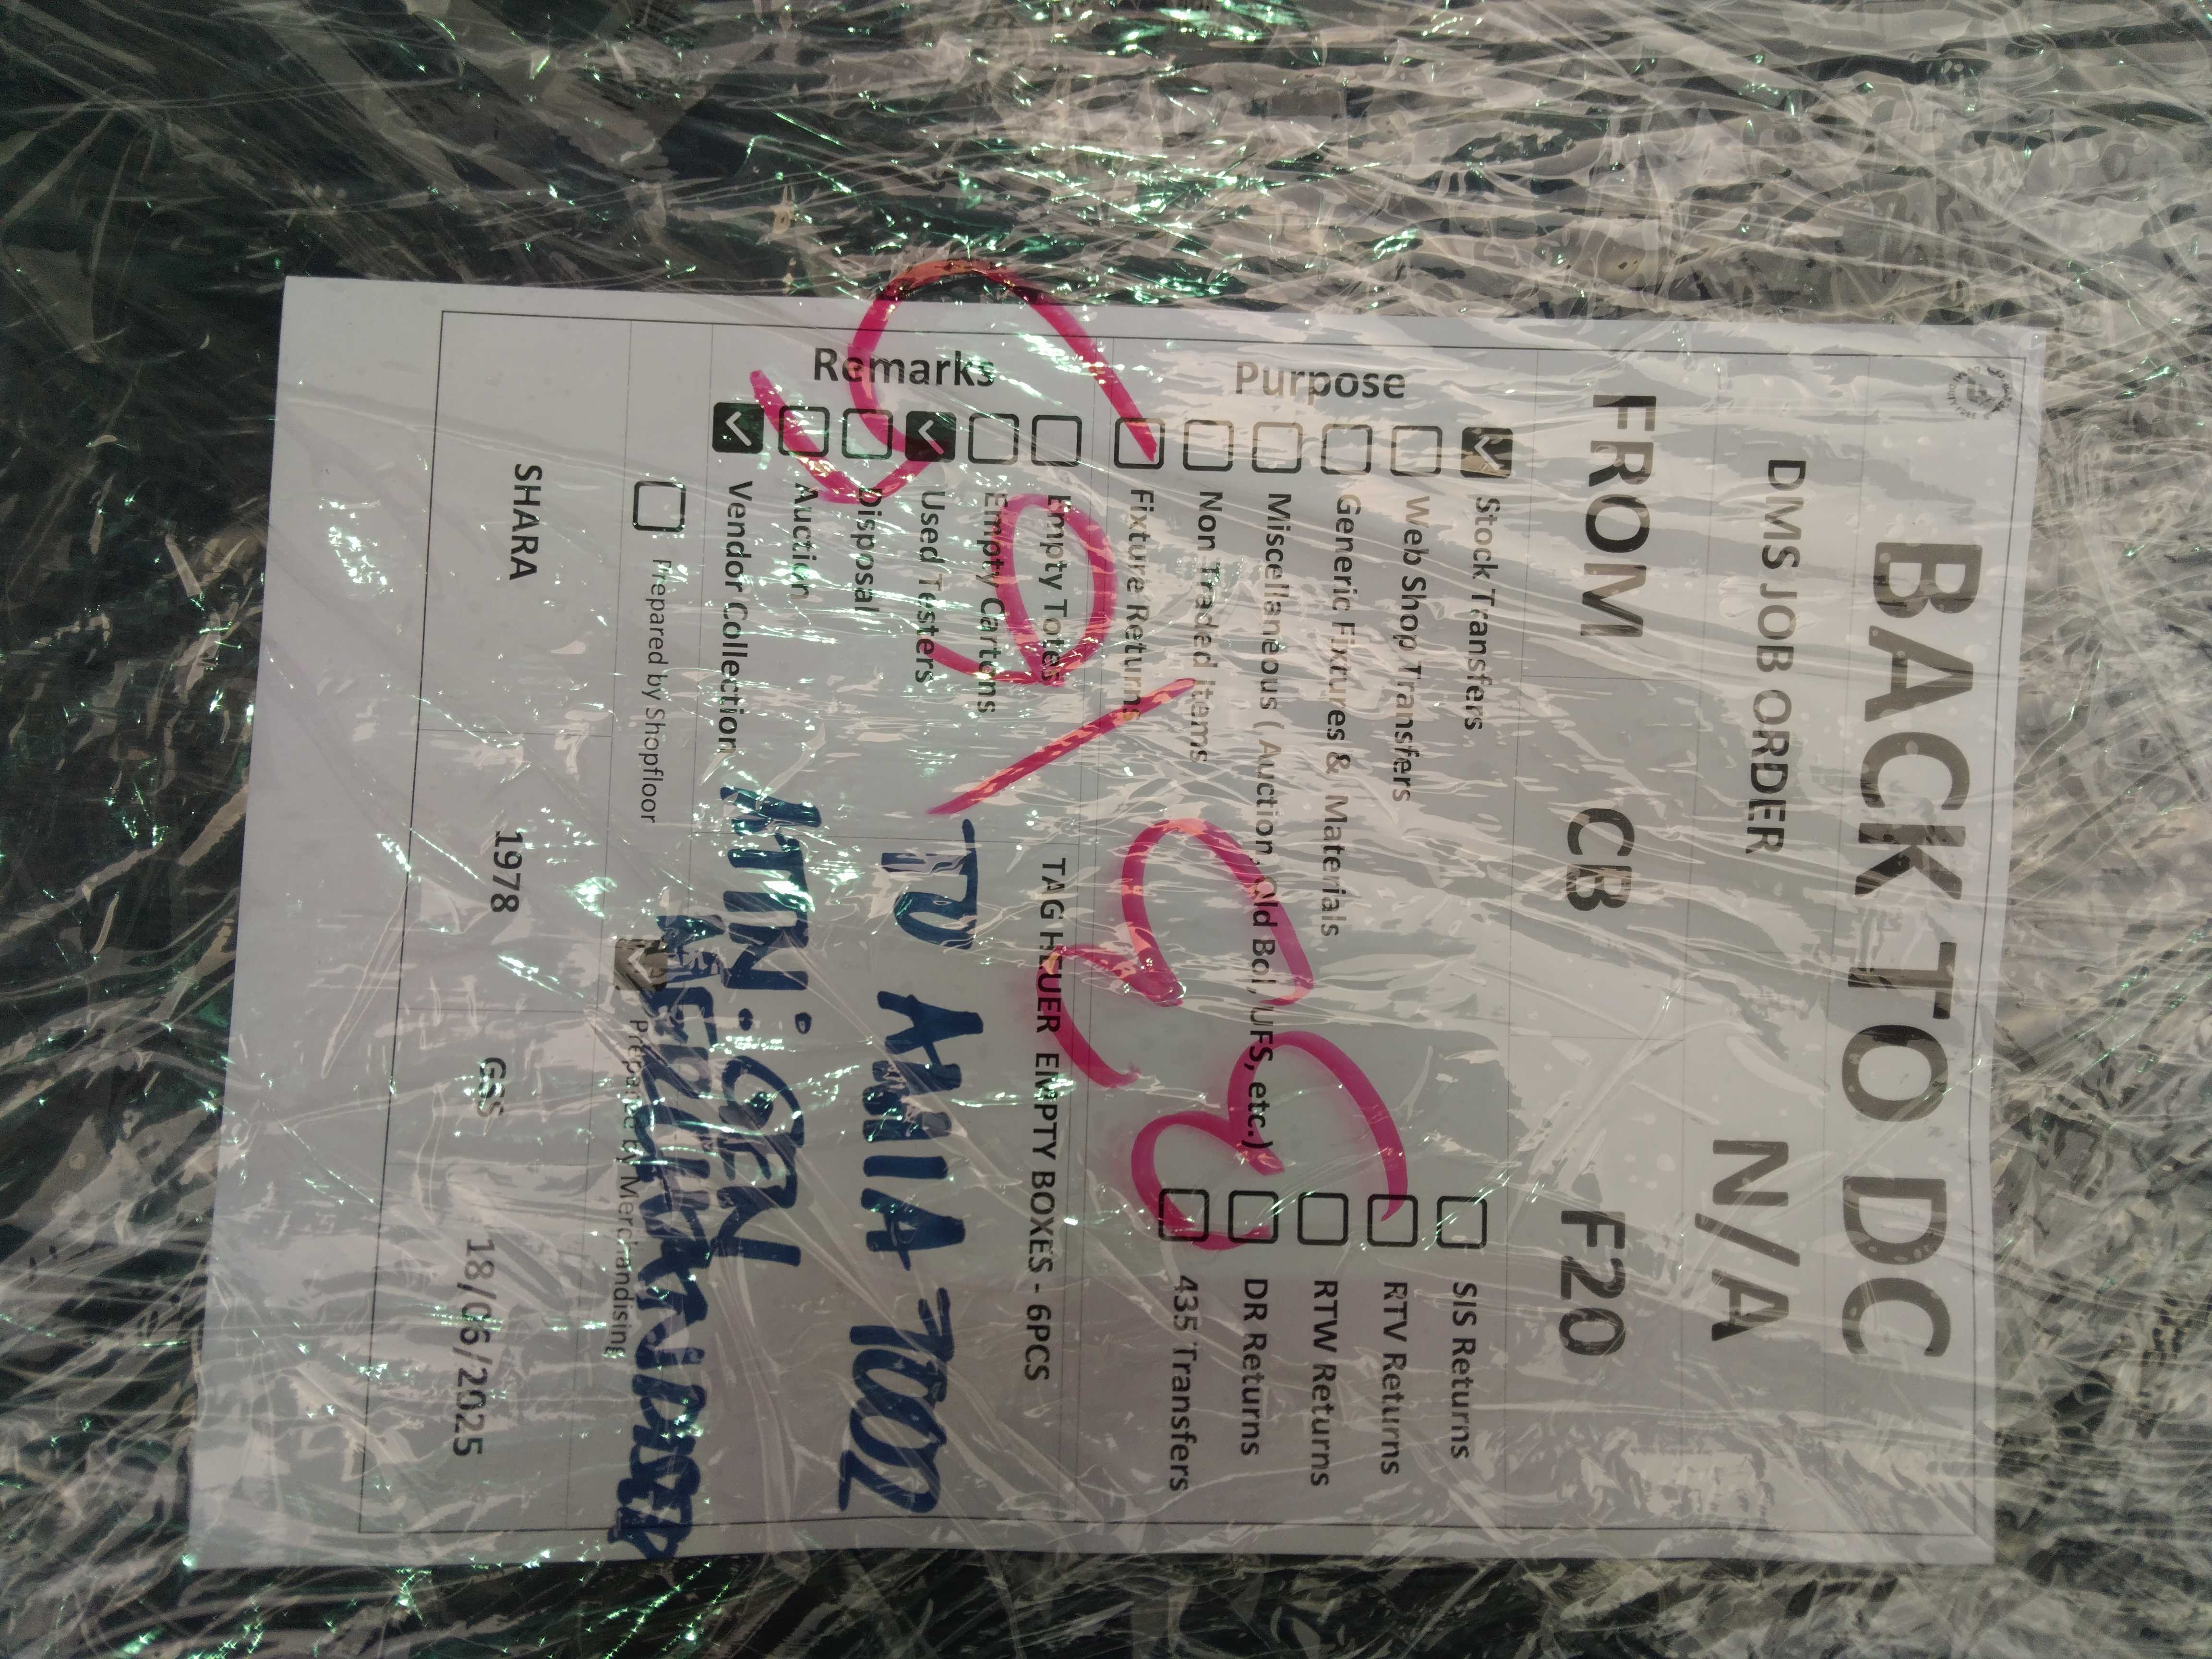 BACK TO DC
DMS JOB ORDER N/A
FROM CB F20
Purpose
Stock Transfers SIS Returns
Web Shop Transfers RTV Returns
Generic Fixtures & Materials RTW Returns
Miscellaneous ( Auction, Old Bol, UFS, etc.) DR Returns
Non Traded Items 435 Transfers
Fixture Returns
Remarks
Empty Totes TAG HEUER EMPTY BOXES - 6PCS
Empty Cartons
Used Testers TO AMIA 7002
Disposal
Auction
Vendor Collection ATTN: GEN
Prepared by Shopfloor Prepared by Merchandising
SHARA 1978 GSS 18/06/2025